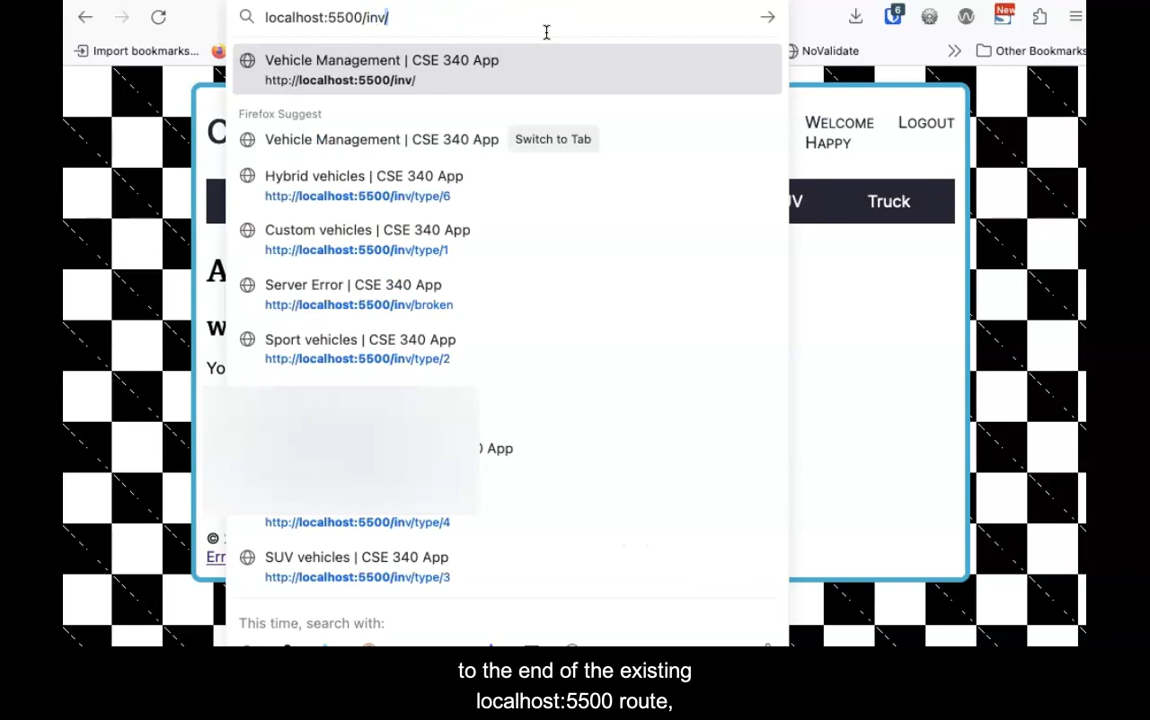 localhost:5500/inv/
6
New
Import bookmarks...
NoValidate
Other Bookmarks
Vehicle Management | CSE 340 App
http://localhost:5500/inv/
Firefox Suggest
Vehicle Management | CSE 340 App
Switch to Tab
Hybrid vehicles | CSE 340 App
http://localhost:5500/inv/type/6
Custom vehicles | CSE 340 App
http://localhost:5500/inv/type/1
Server Error | CSE 340 App
http://localhost:5500/inv/broken
Sport vehicles | CSE 340 App
http://localhost:5500/inv/type/2
App
http://localhost:5500/inv/type/4
SUV vehicles | CSE 340 App
http://localhost:5500/inv/type/3
This time, search with:
WELCOME
HAPPY
LOGOUT
Truck
©
to the end of the existing
localhost:5500 route,